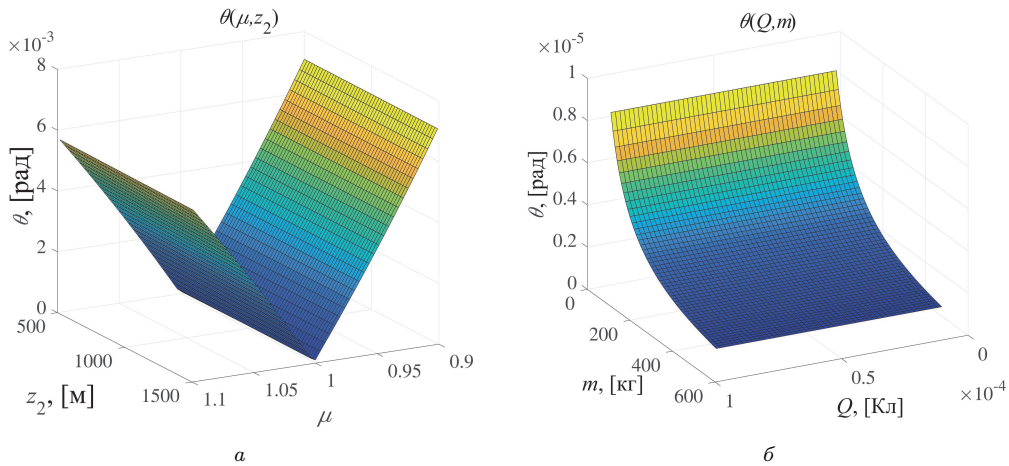 θ(μ,z₂)
×10⁻³
8
6
4
2
0
θ, [рад]
500
1000
1500
z₂, [м]
1.1
1.05
1
0.95
0.9
μ
а
θ(Q,m)
×10⁻⁵
1
0.8
0.6
0.4
0.2
0
θ, [рад]
0
200
400
600
m, [кг]
1
0.5
0
×10⁻⁴
Q, [Кл]
б